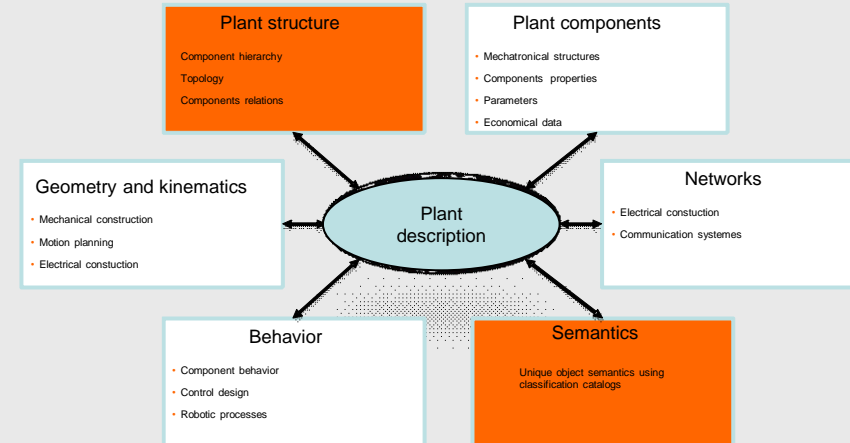 Plant structure
Component hierarchy
Topology
Components relations
Plant components
• Mechatronical structures
• Components properties
• Parameters
• Economical data
Geometry and kinematics
• Mechanical construction
• Motion planning
• Electrical constuction
Plant
description
Networks
• Electrical constuction
• Communication systemes
Behavior
• Component behavior
• Control design
• Robotic processes
Semantics
Unique object semantics using
classification catalogs